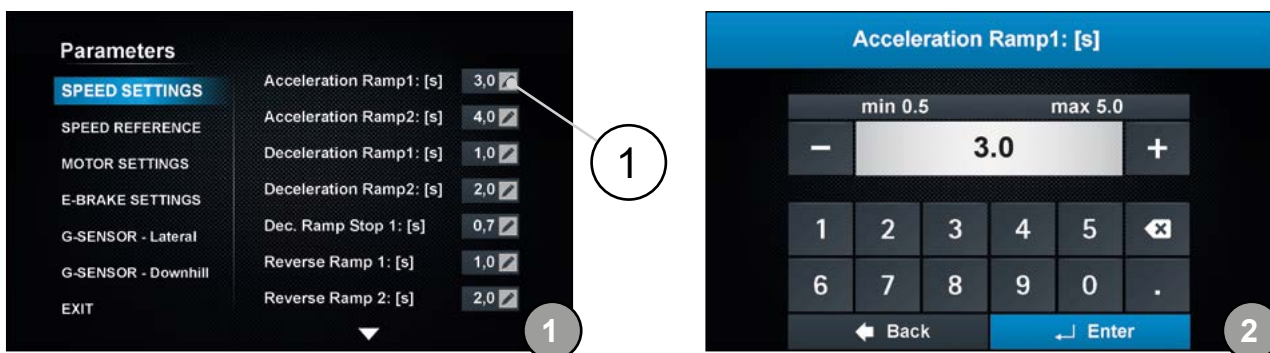 Parameters
SPEED SETTINGS
SPEED REFERENCE
MOTOR SETTINGS
E-BRAKE SETTINGS
G-SENSOR - Lateral
G-SENSOR - Downhill
EXIT
Acceleration Ramp1: [s] 3,0
Acceleration Ramp2: [s] 4,0
Deceleration Ramp1: [s] 1,0
Deceleration Ramp2: [s] 2,0
Dec. Ramp Stop 1: [s] 0,7
Reverse Ramp 1: [s] 1,0
Reverse Ramp 2: [s] 2,0
1
1
Acceleration Ramp1: [s]
min 0.5 max 5.0
− 3.0 +
1 2 3 4 5
6 7 8 9 0 .
Back Enter
2